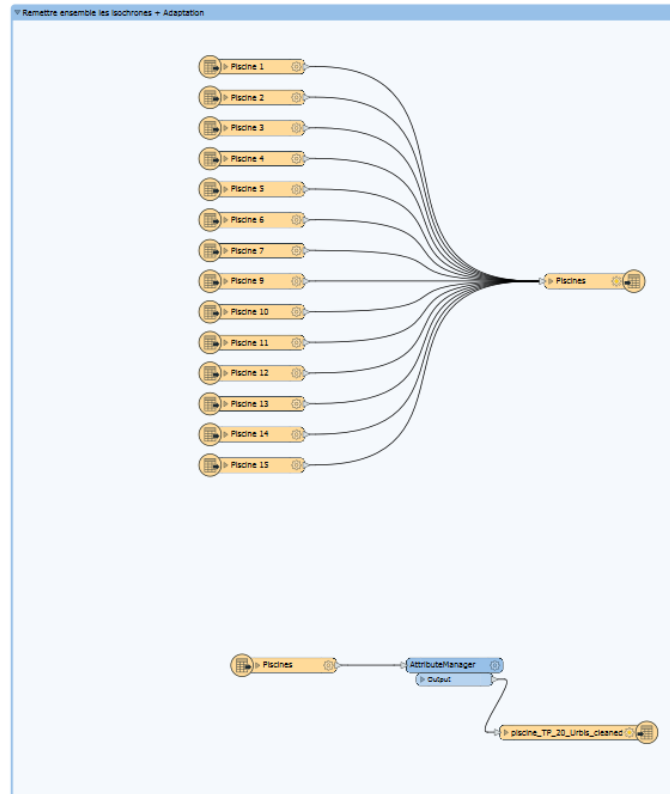 Remettre ensemble les isochrones + Adaptation
Piscine 1
Piscine 2
Piscine 3
Piscine 4
Piscine 5
Piscine 6
Piscine 7
Piscine 9
Piscines
Piscine 10
Piscine 11
Piscine 12
Piscine 13
Piscine 14
Piscine 15
Piscines
AttributeManager
Output
piscine_TP_20_Urbis_cleaned